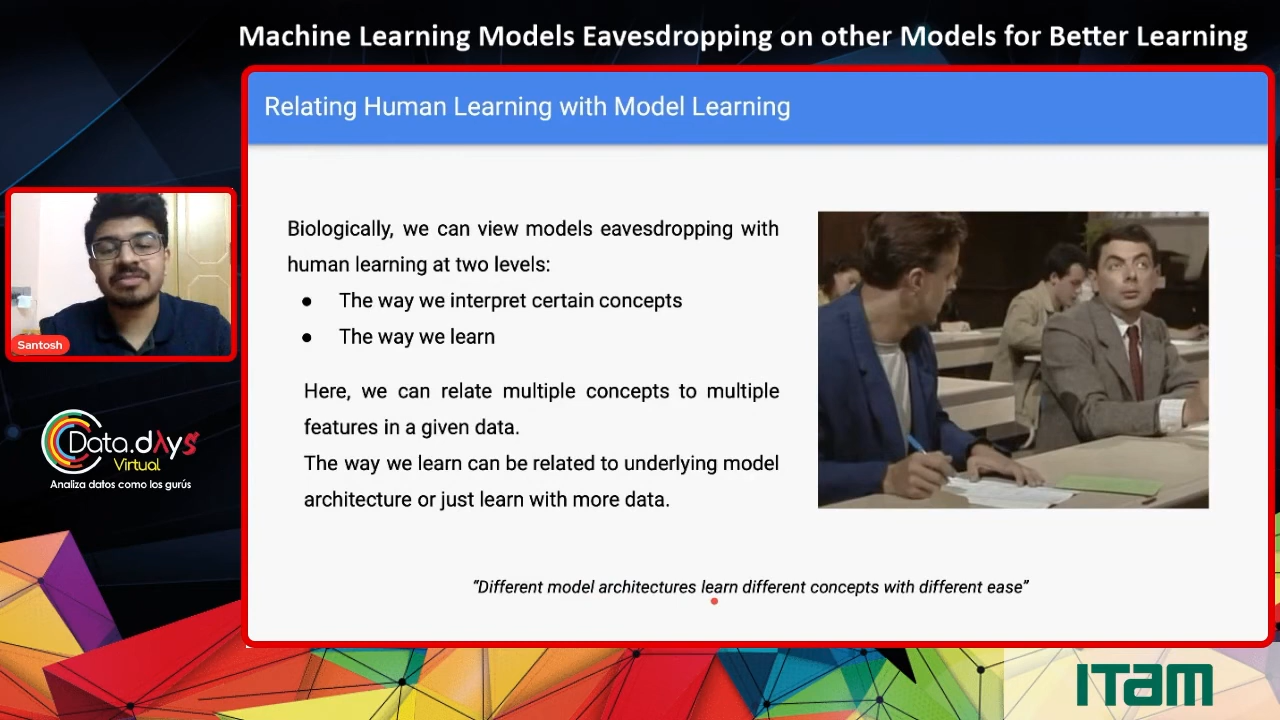 Machine Learning Models Eavesdropping on other Models for Better Learning
Relating Human Learning with Model Learning
Biologically, we can view models eavesdropping with
human learning at two levels:
● The way we interpret certain concepts
● The way we learn
Here, we can relate multiple concepts to multiple
features in a given data.
The way we learn can be related to underlying model
architecture or just learn with more data.
“Different model architectures learn different concepts with different ease”
Santosh
Data.dAys
Virtual
Analiza datos como los gurús
ITAM